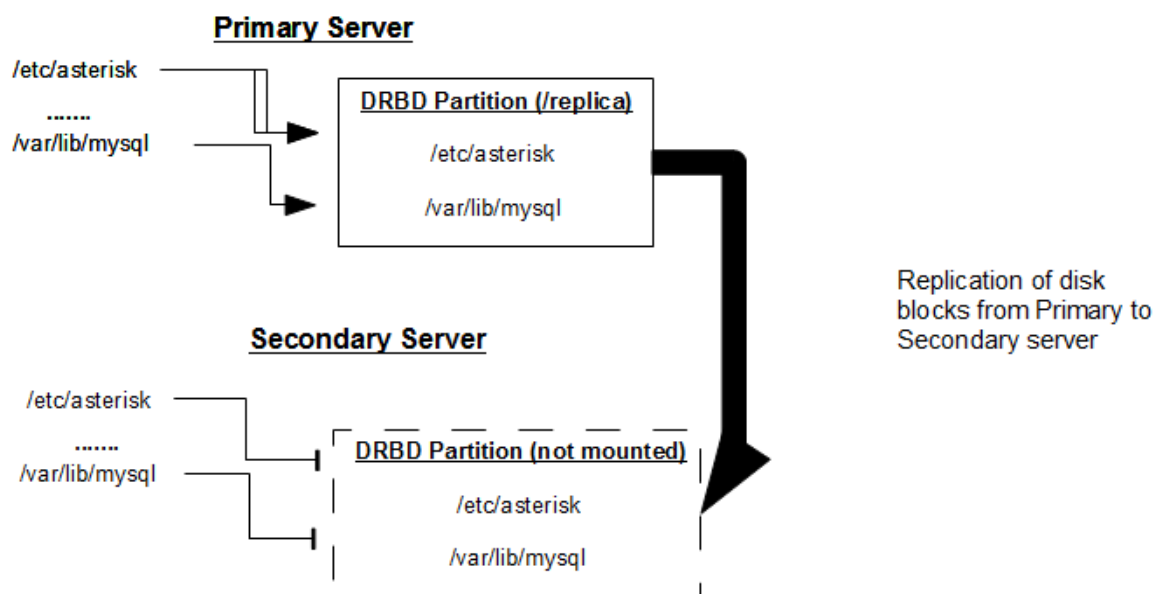 Primary Server
/etc/asterisk
.......
/var/lib/mysql
DRBD Partition (/replica)
/etc/asterisk
/var/lib/mysql
Replication of disk
blocks from Primary to
Secondary server
Secondary Server
/etc/asterisk
.......
/var/lib/mysql
DRBD Partition (not mounted)
/etc/asterisk
/var/lib/mysql